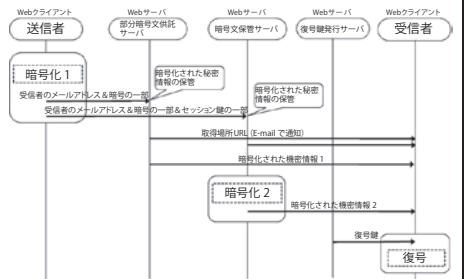 Webクライアント
Webサーバ
Webサーバ
Webサーバ
Webクライアント
送信者
部分暗号文供託
サーバ
暗号文保管サーバ
復号鍵発行サーバ
受信者
暗号化 1
暗号化された秘密
情報の保管
受信者のメールアドレス＆暗号の一部
暗号化された秘密
情報の保管
受信者のメールアドレス＆暗号の一部＆セッション鍵の一部
取得場所URL（E-mail で通知）
暗号化された機密情報 1
暗号化 2
暗号化された機密情報 2
復号鍵
復号